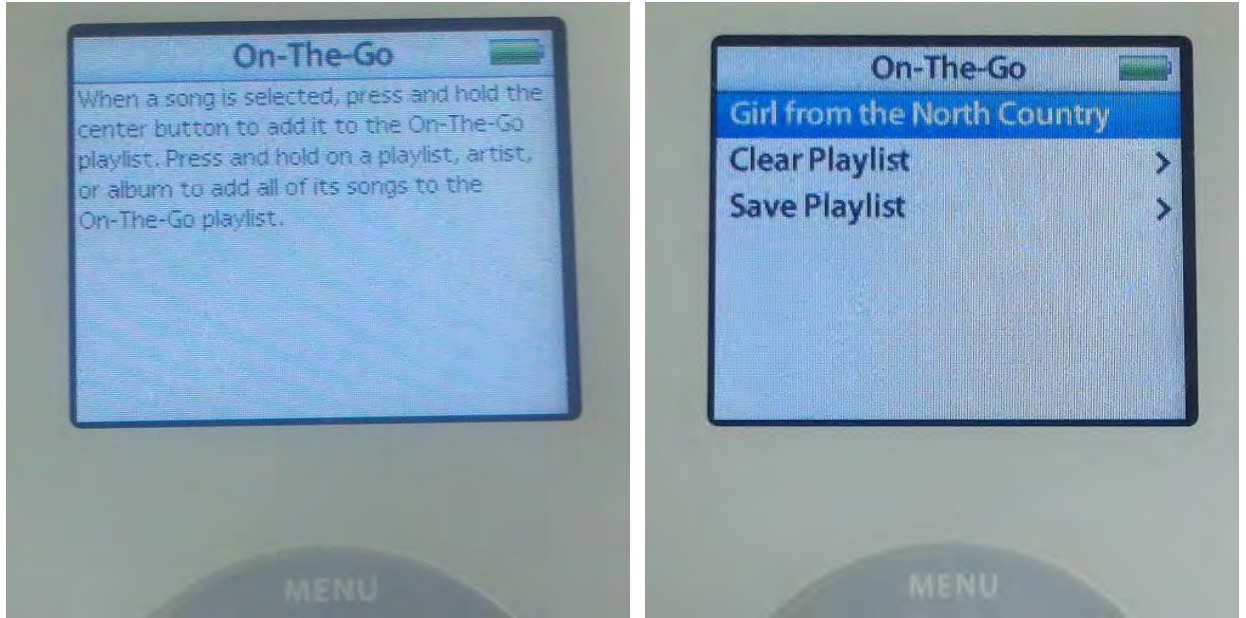 On-The-Go
When a song is selected, press and hold the
center button to add it to the On-The-Go
playlist. Press and hold on a playlist, artist,
or album to add all of its songs to the
On-The-Go playlist.
MENU
On-The-Go
Girl from the North Country
Clear Playlist >
Save Playlist >
MENU